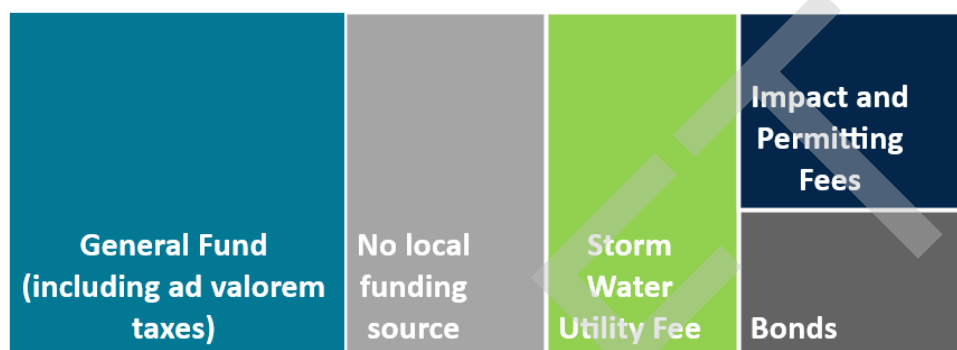 General Fund
(including ad valorem
taxes)
No local
funding
source
Storm
Water
Utility Fee
Impact and
Permitting
Fees
Bonds